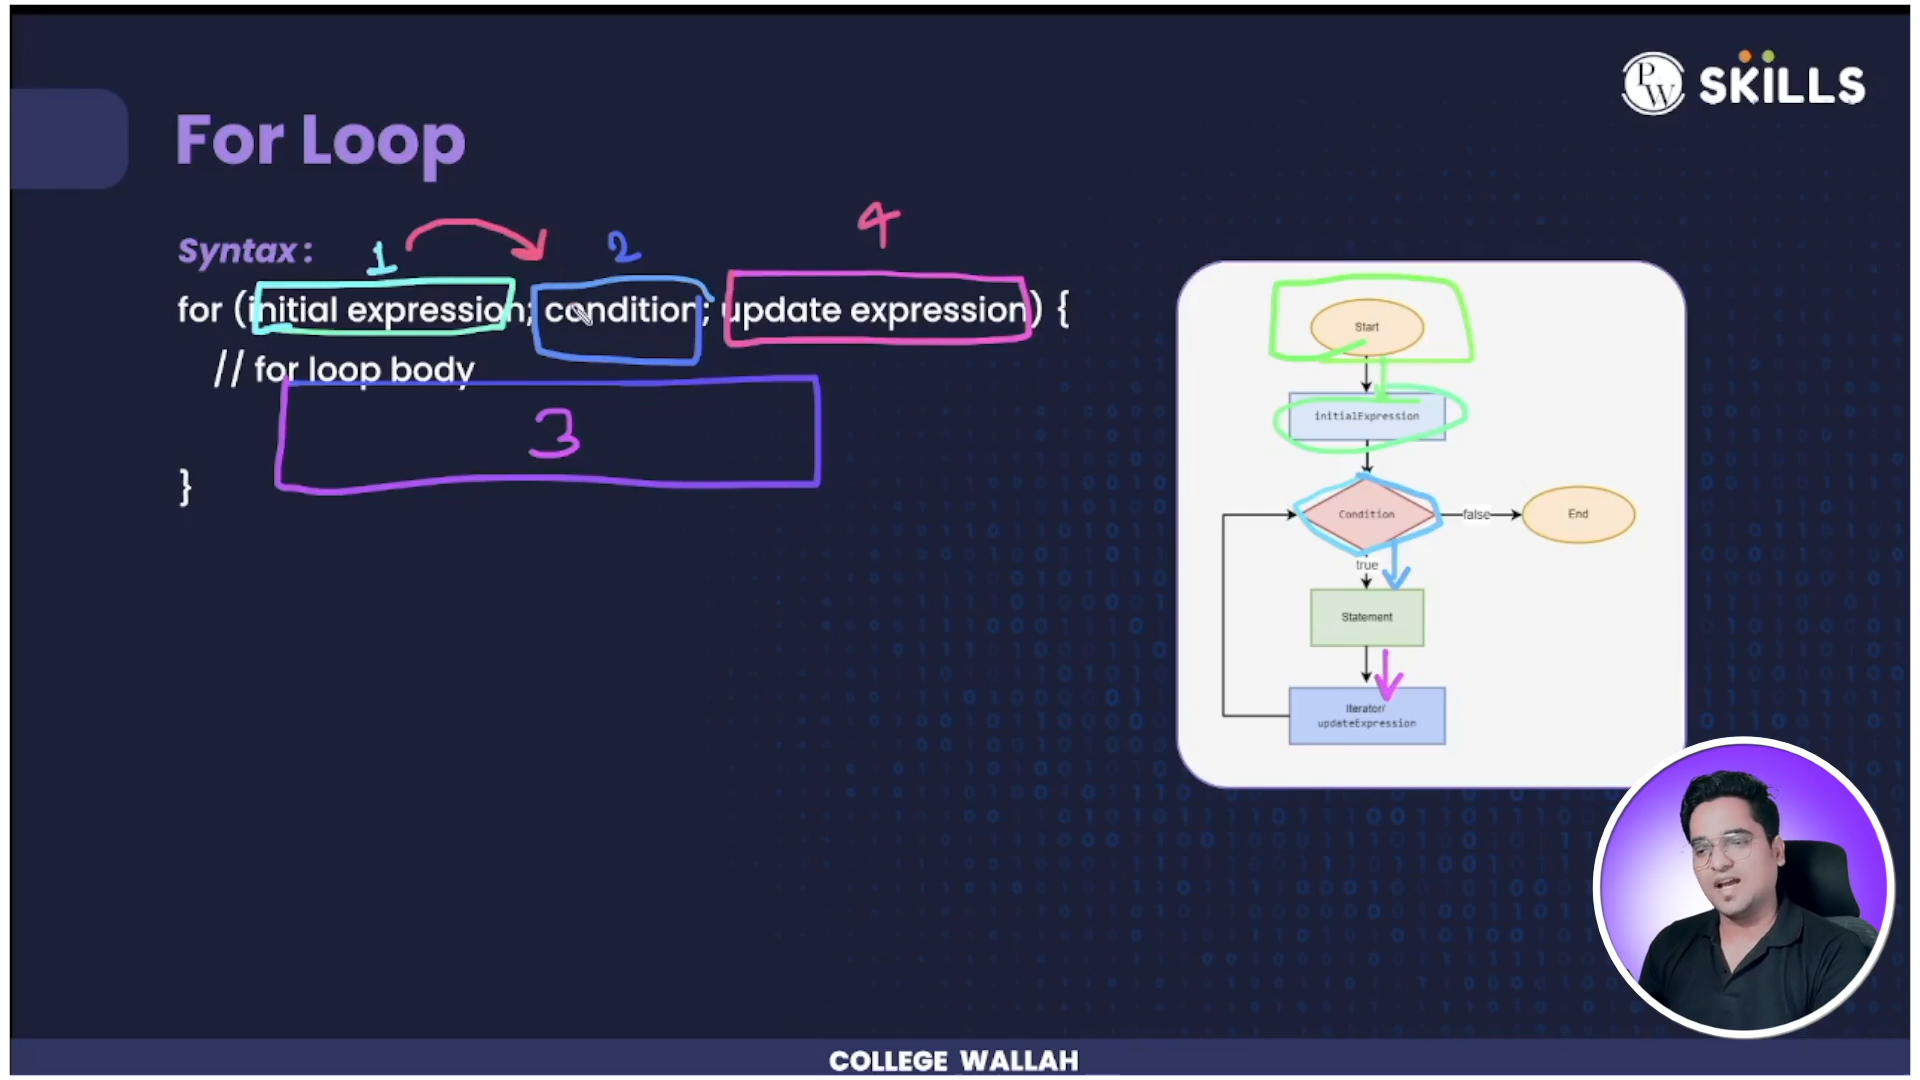 PW SKILLS
For Loop
Syntax :
1 2 4
for (initial expression; condition; update expression) {
// for loop body
3
}
Start
initialExpression
Condition
false
End
true
Statement
Iterator/
updateExpression
COLLEGE WALLAH